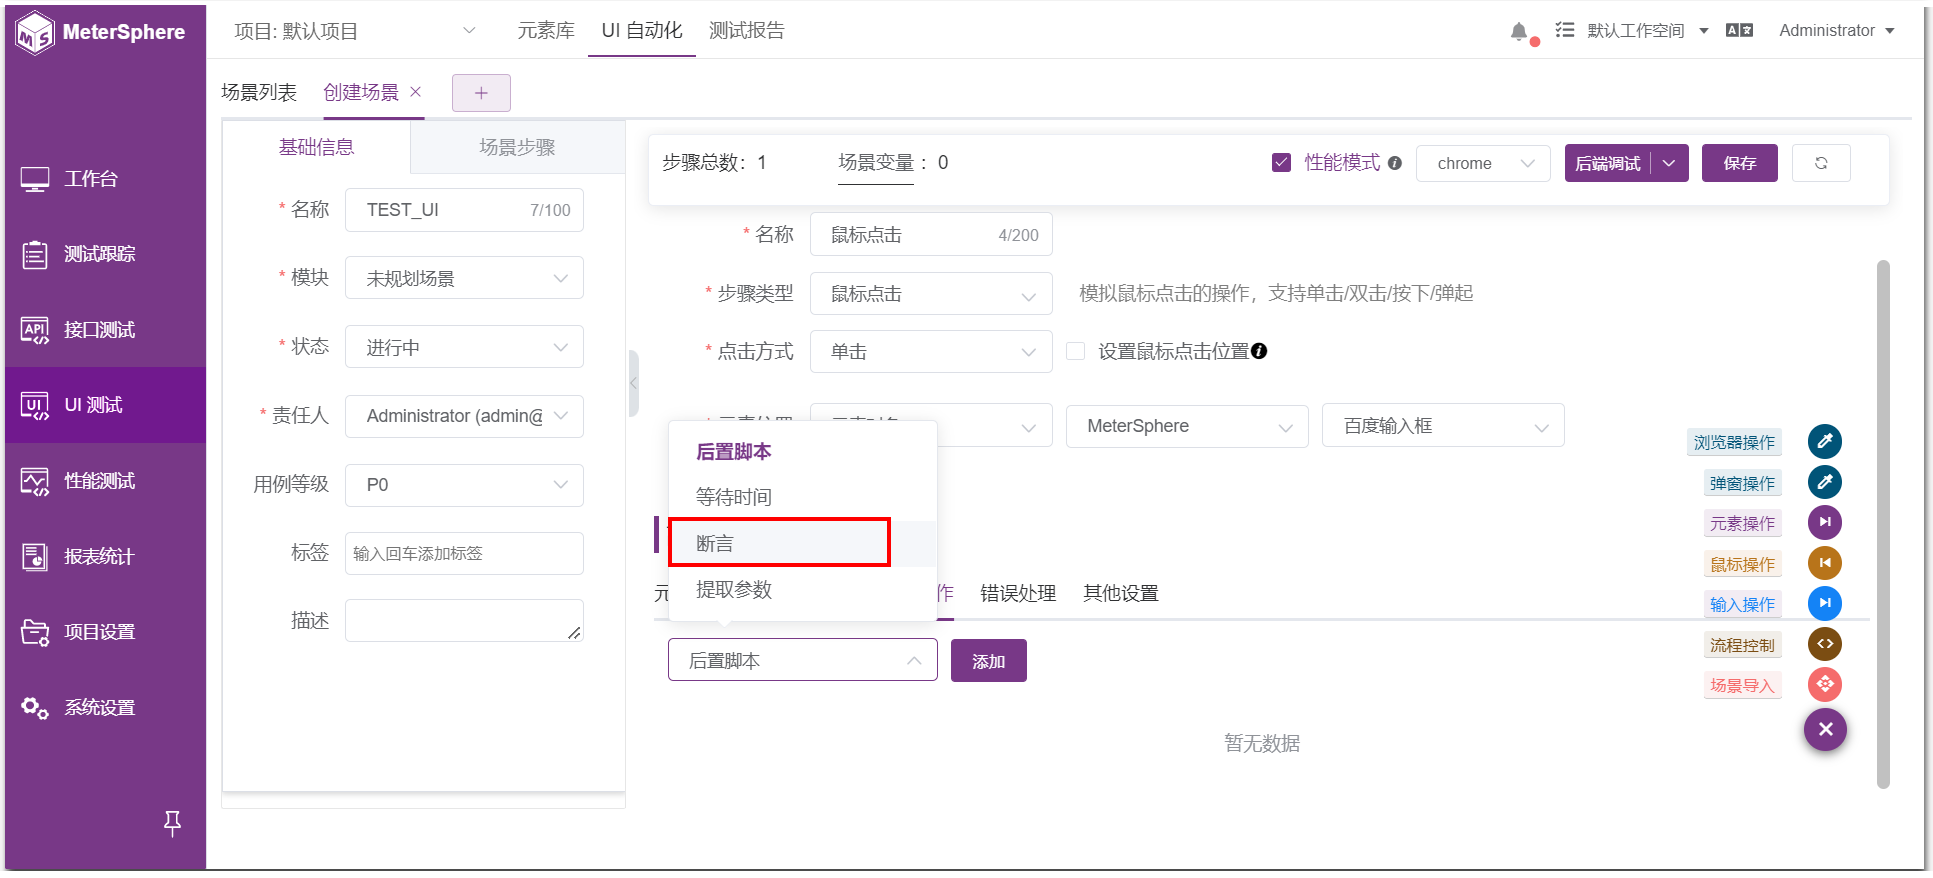 MeterSphere
项目: 默认项目
元素库
UI 自动化
测试报告
默认工作空间
Administrator
场景列表
创建场景
工作台
测试跟踪
接口测试
UI 测试
性能测试
报表统计
项目设置
系统设置
基础信息
场景步骤
* 名称
TEST_UI
7/100
* 模块
未规划场景
* 状态
进行中
* 责任人
Administrator (admin@
用例等级
P0
标签
输入回车添加标签
描述
步骤总数：1
场景变量：0
性能模式
chrome
后端调试
保存
* 名称
鼠标点击
4/200
* 步骤类型
鼠标点击
模拟鼠标点击的操作，支持单击/双击/按下/弹起
* 点击方式
单击
设置鼠标点击位置
MeterSphere
百度输入框
后置脚本
等待时间
断言
提取参数
元
作
错误处理
其他设置
后置脚本
添加
暂无数据
浏览器操作
弹窗操作
元素操作
鼠标操作
输入操作
流程控制
场景导入